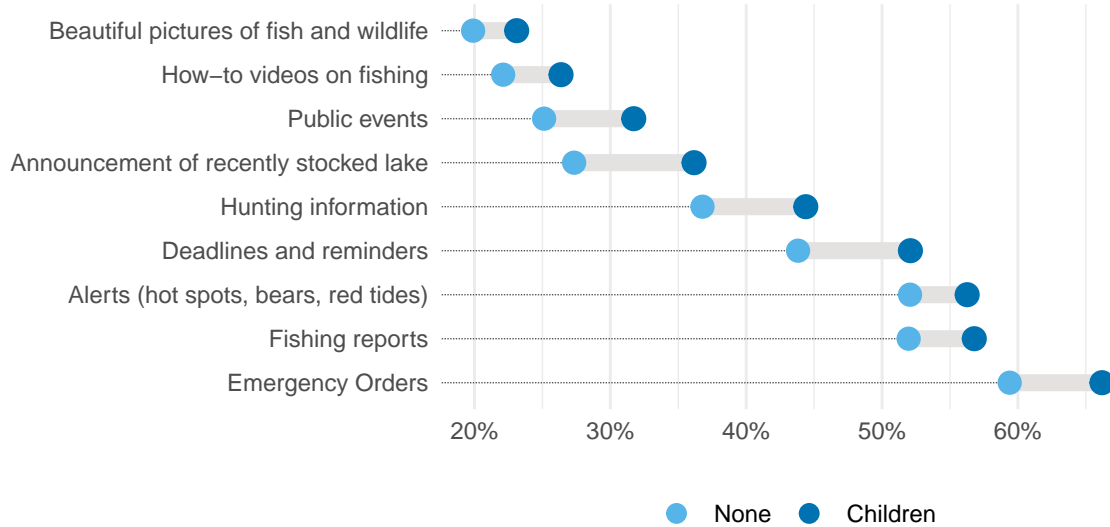 Beautiful pictures of fish and wildlife
How−to videos on fishing
Public events
Announcement of recently stocked lake
Hunting information
Deadlines and reminders
Alerts (hot spots, bears, red tides)
Fishing reports
Emergency Orders
20% 30% 40% 50% 60%
None Children